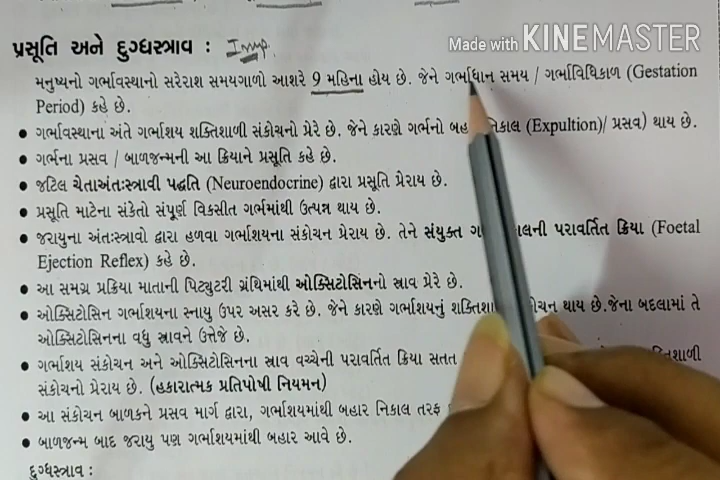 Made with KINEMASTER
પ્રસૂતિ અને દુગ્ધસ્ત્રાવ : Imp.
મનુષ્યનો ગર્ભાવસ્થાનો સરેરાશ સમયગાળો આશરે 9 મહિના હોય છે. જેને ગર્ભાધાન સમય / ગર્ભાવિધિકાળ (Gestation
Period) કહે છે.
• ગર્ભાવસ્થાના અંતે ગર્ભાશય શક્તિશાળી સંકોચનો પ્રેરે છે. જેને કારણે ગર્ભનો (Expultion)/ પ્રસવ) થાય છે.
• ગર્ભના પ્રસવ / બાળજન્મની આ ક્રિયાને પ્રસૂતિ કહે છે.
• જટિલ ચેતાઅંતઃસ્ત્રાવી પદ્ધતિ (Neuroendocrine) દ્વારા પ્રસૂતિ પ્રેરાય છે.
• પ્રસૂતિ માટેના સંકેતો સંપૂર્ણ વિકસીત ગર્ભમાંથી ઉત્પન્ન થાય છે.
• જરાયુના અંતઃસ્ત્રાવો દ્વારા હળવા ગર્ભાશયના સંકોચન પ્રેરાય છે. તેને સંયુક્ત પરાવર્તિત ક્રિયા (Foetal
Ejection Reflex) કહે છે.
• આ સમગ્ર પ્રક્રિયા માતાની પિટ્યુટરી ગ્રંથિમાંથી ઓક્સિટોસિનનો સ્ત્રાવ પ્રેરે છે.
• ઓક્સિટોસિન ગર્ભાશયના સ્નાયુ ઉપર અસર કરે છે. જેને કારણે ગર્ભાશયનું થાય છે.જેના બદલામાં તે
ઓક્સિટોસિનના વધુ સ્ત્રાવને ઉત્તેજે છે.
• ગર્ભાશય સંકોચન અને ઓક્સિટોસિનના સ્ત્રાવ વચ્ચેની પરાવર્તિત ક્રિયા સતત
સંકોચનો પ્રેરાય છે. (હકારાત્મક પ્રતિપોષી નિયમન)
• આ સંકોચન બાળકને પ્રસવ માર્ગ દ્વારા, ગર્ભાશયમાંથી બહાર નિકાલ તરફ
• બાળજન્મ બાદ જરાયુ પણ ગર્ભાશયમાંથી બહાર આવે છે.
દુગ્ધસ્ત્રાવ :